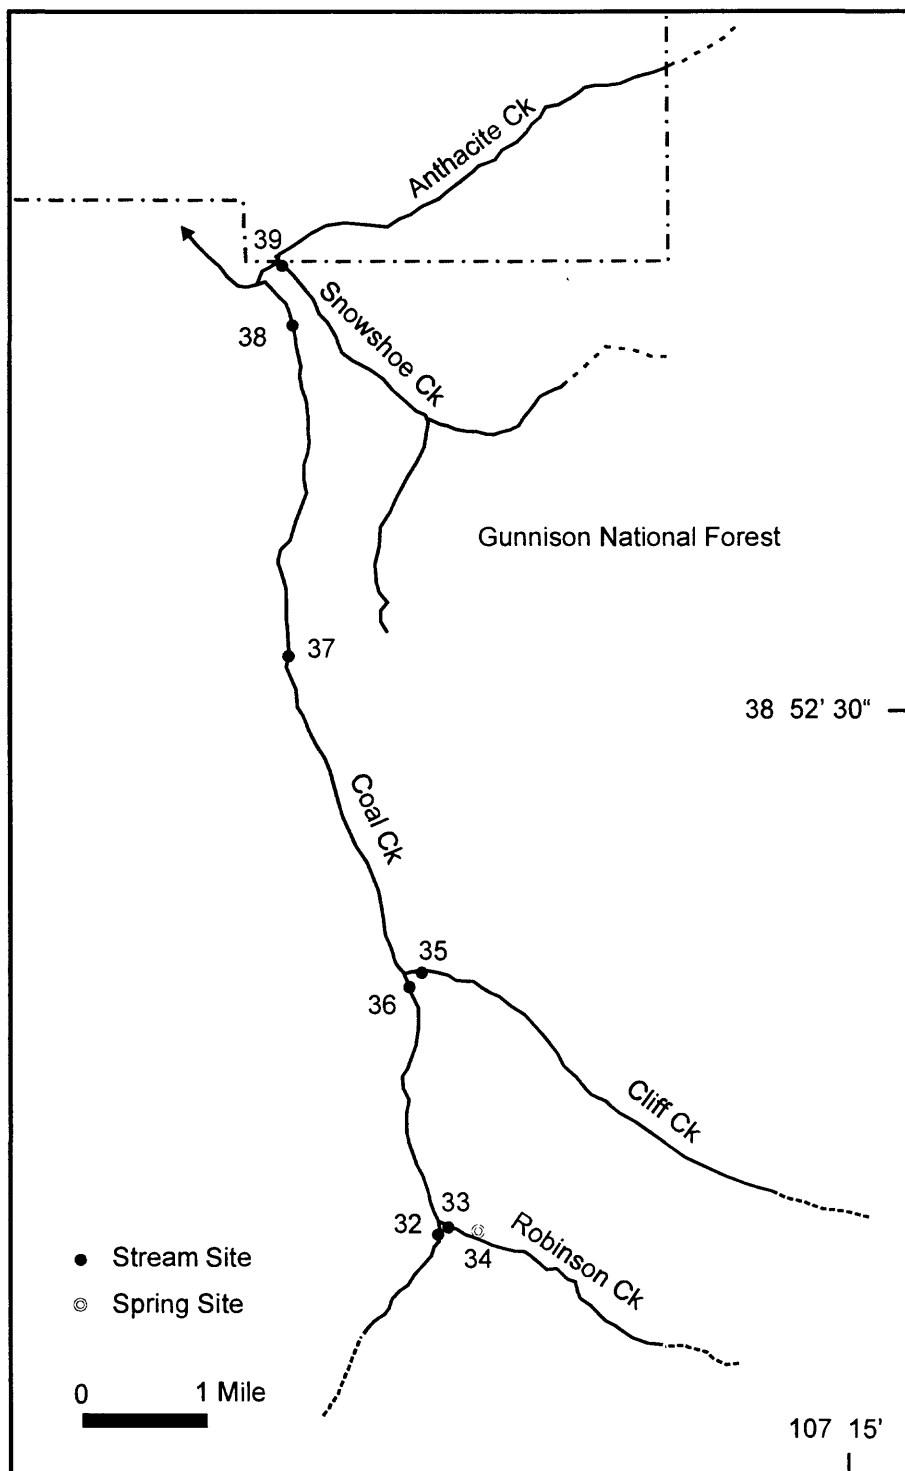 Anthacite Ck
39
Snowshoe Ck
38
Gunnison National Forest
37
38 52' 30"
Coal Ck
35
36
Cliff Ck
33
32
34
Robinson Ck
Stream Site
Spring Site
0 1 Mile
107 15'